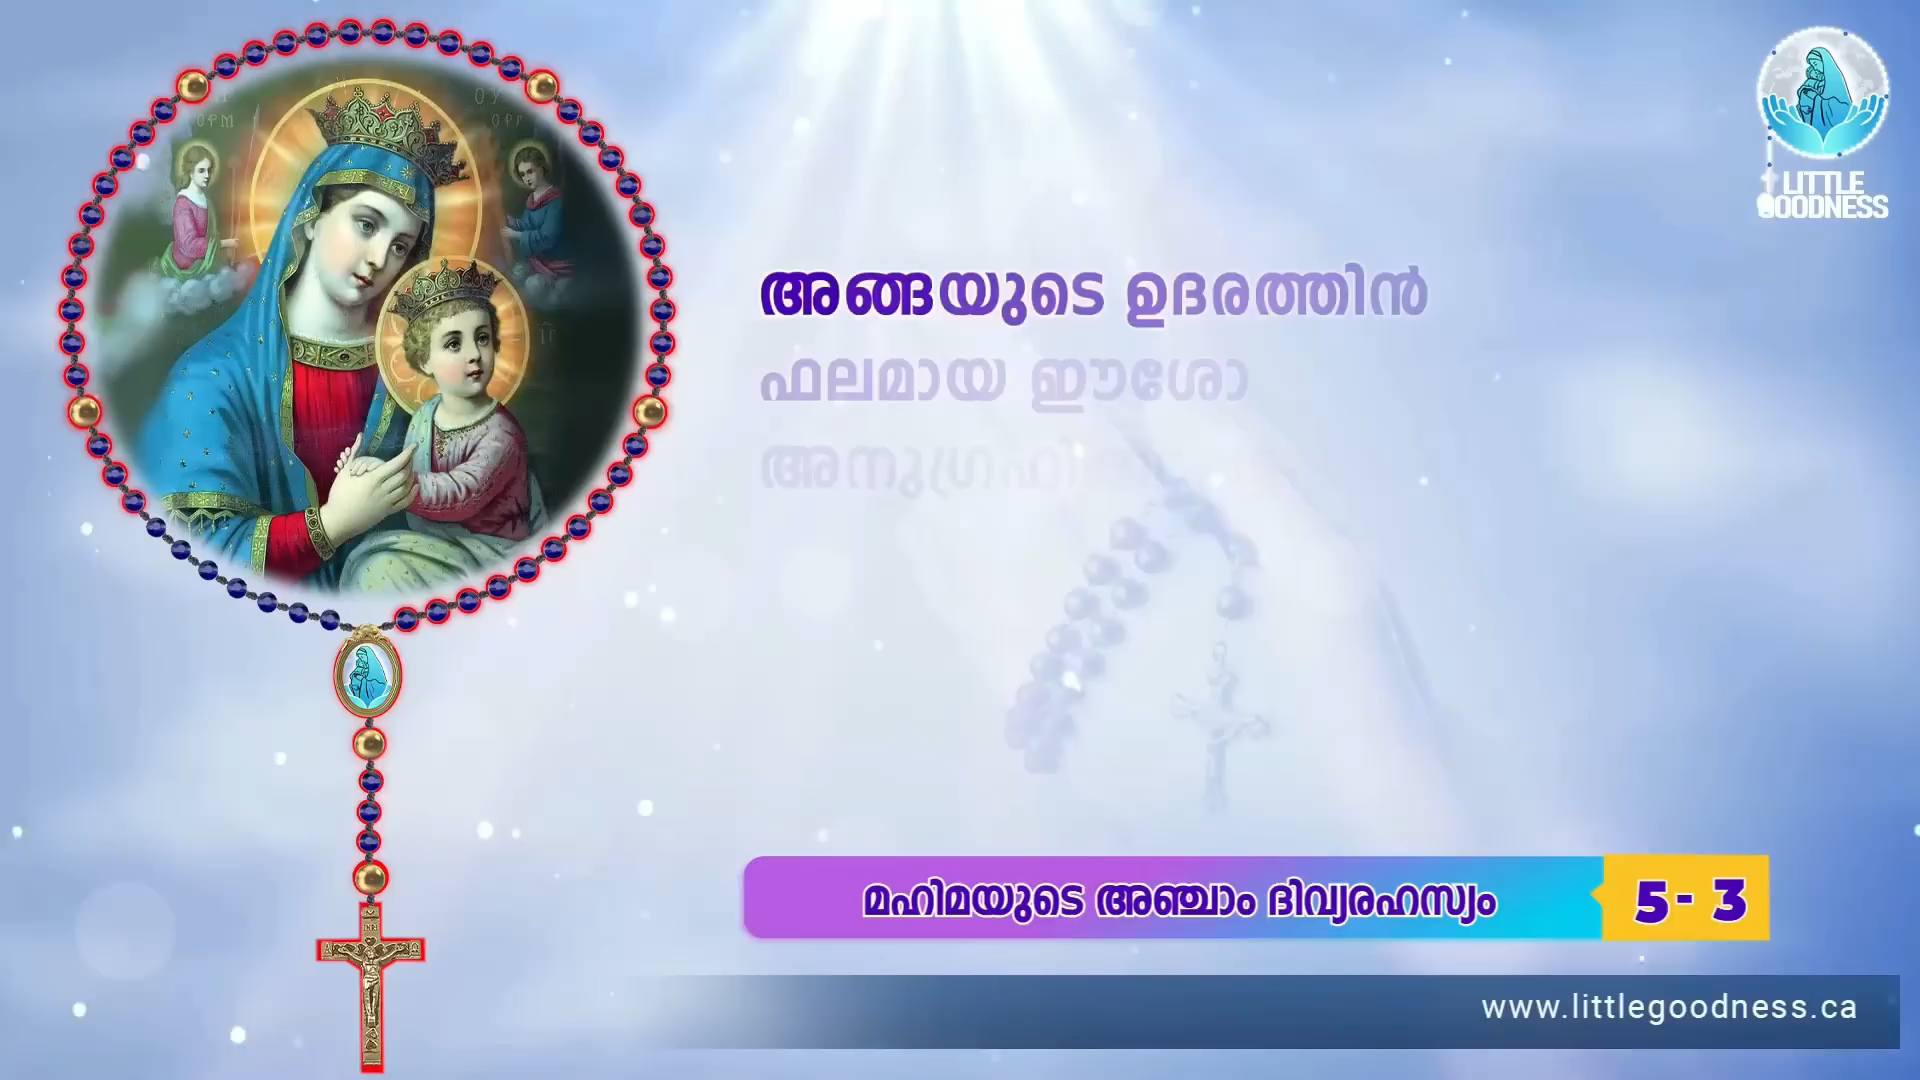 LITTLE
GOODNESS
അങ്ങയുടെ ഉദരത്തിൻ
ഫലമായ ഈശോ
മഹിമയുടെ അഞ്ചാം ദിവ്യരഹസ്യം
5- 3
www.littlegoodness.ca